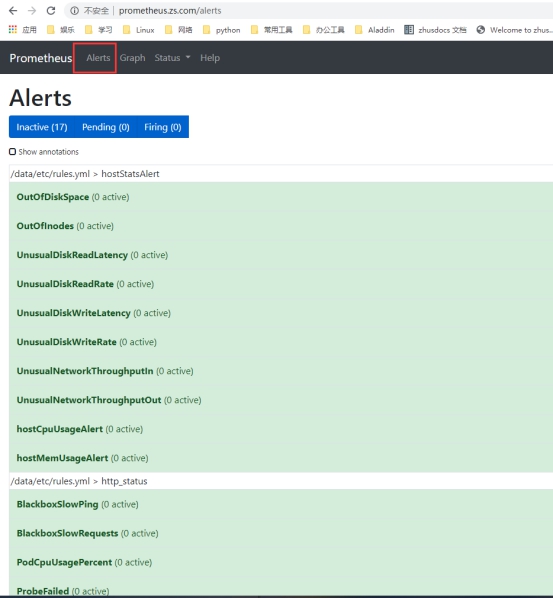 不安全 | prometheus.zs.com/alerts
应用 娱乐 学习 Linux 网络 python 常用工具 办公工具 Aladdin zhusdocs 文档 Welcome to zhus...
Prometheus Alerts Graph Status Help
Alerts
Inactive (17) Pending (0) Firing (0)
Show annotations
/data/etc/rules.yml > hostStatsAlert
OutOfDiskSpace (0 active)
OutOfInodes (0 active)
UnusualDiskReadLatency (0 active)
UnusualDiskReadRate (0 active)
UnusualDiskWriteLatency (0 active)
UnusualDiskWriteRate (0 active)
UnusualNetworkThroughputIn (0 active)
UnusualNetworkThroughputOut (0 active)
hostCpuUsageAlert (0 active)
hostMemUsageAlert (0 active)
/data/etc/rules.yml > http_status
BlackboxSlowPing (0 active)
BlackboxSlowRequests (0 active)
PodCpuUsagePercent (0 active)
ProbeFailed (0 active)